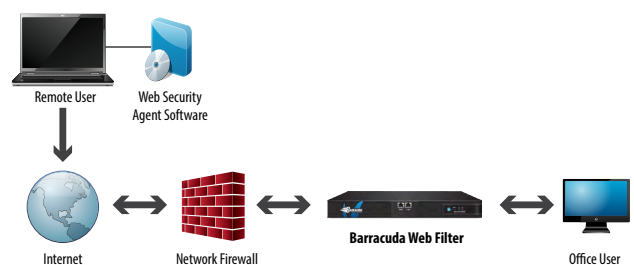 Remote User
Web Security
Agent Software
Internet
Network Firewall
Barracuda Web Filter
Office User